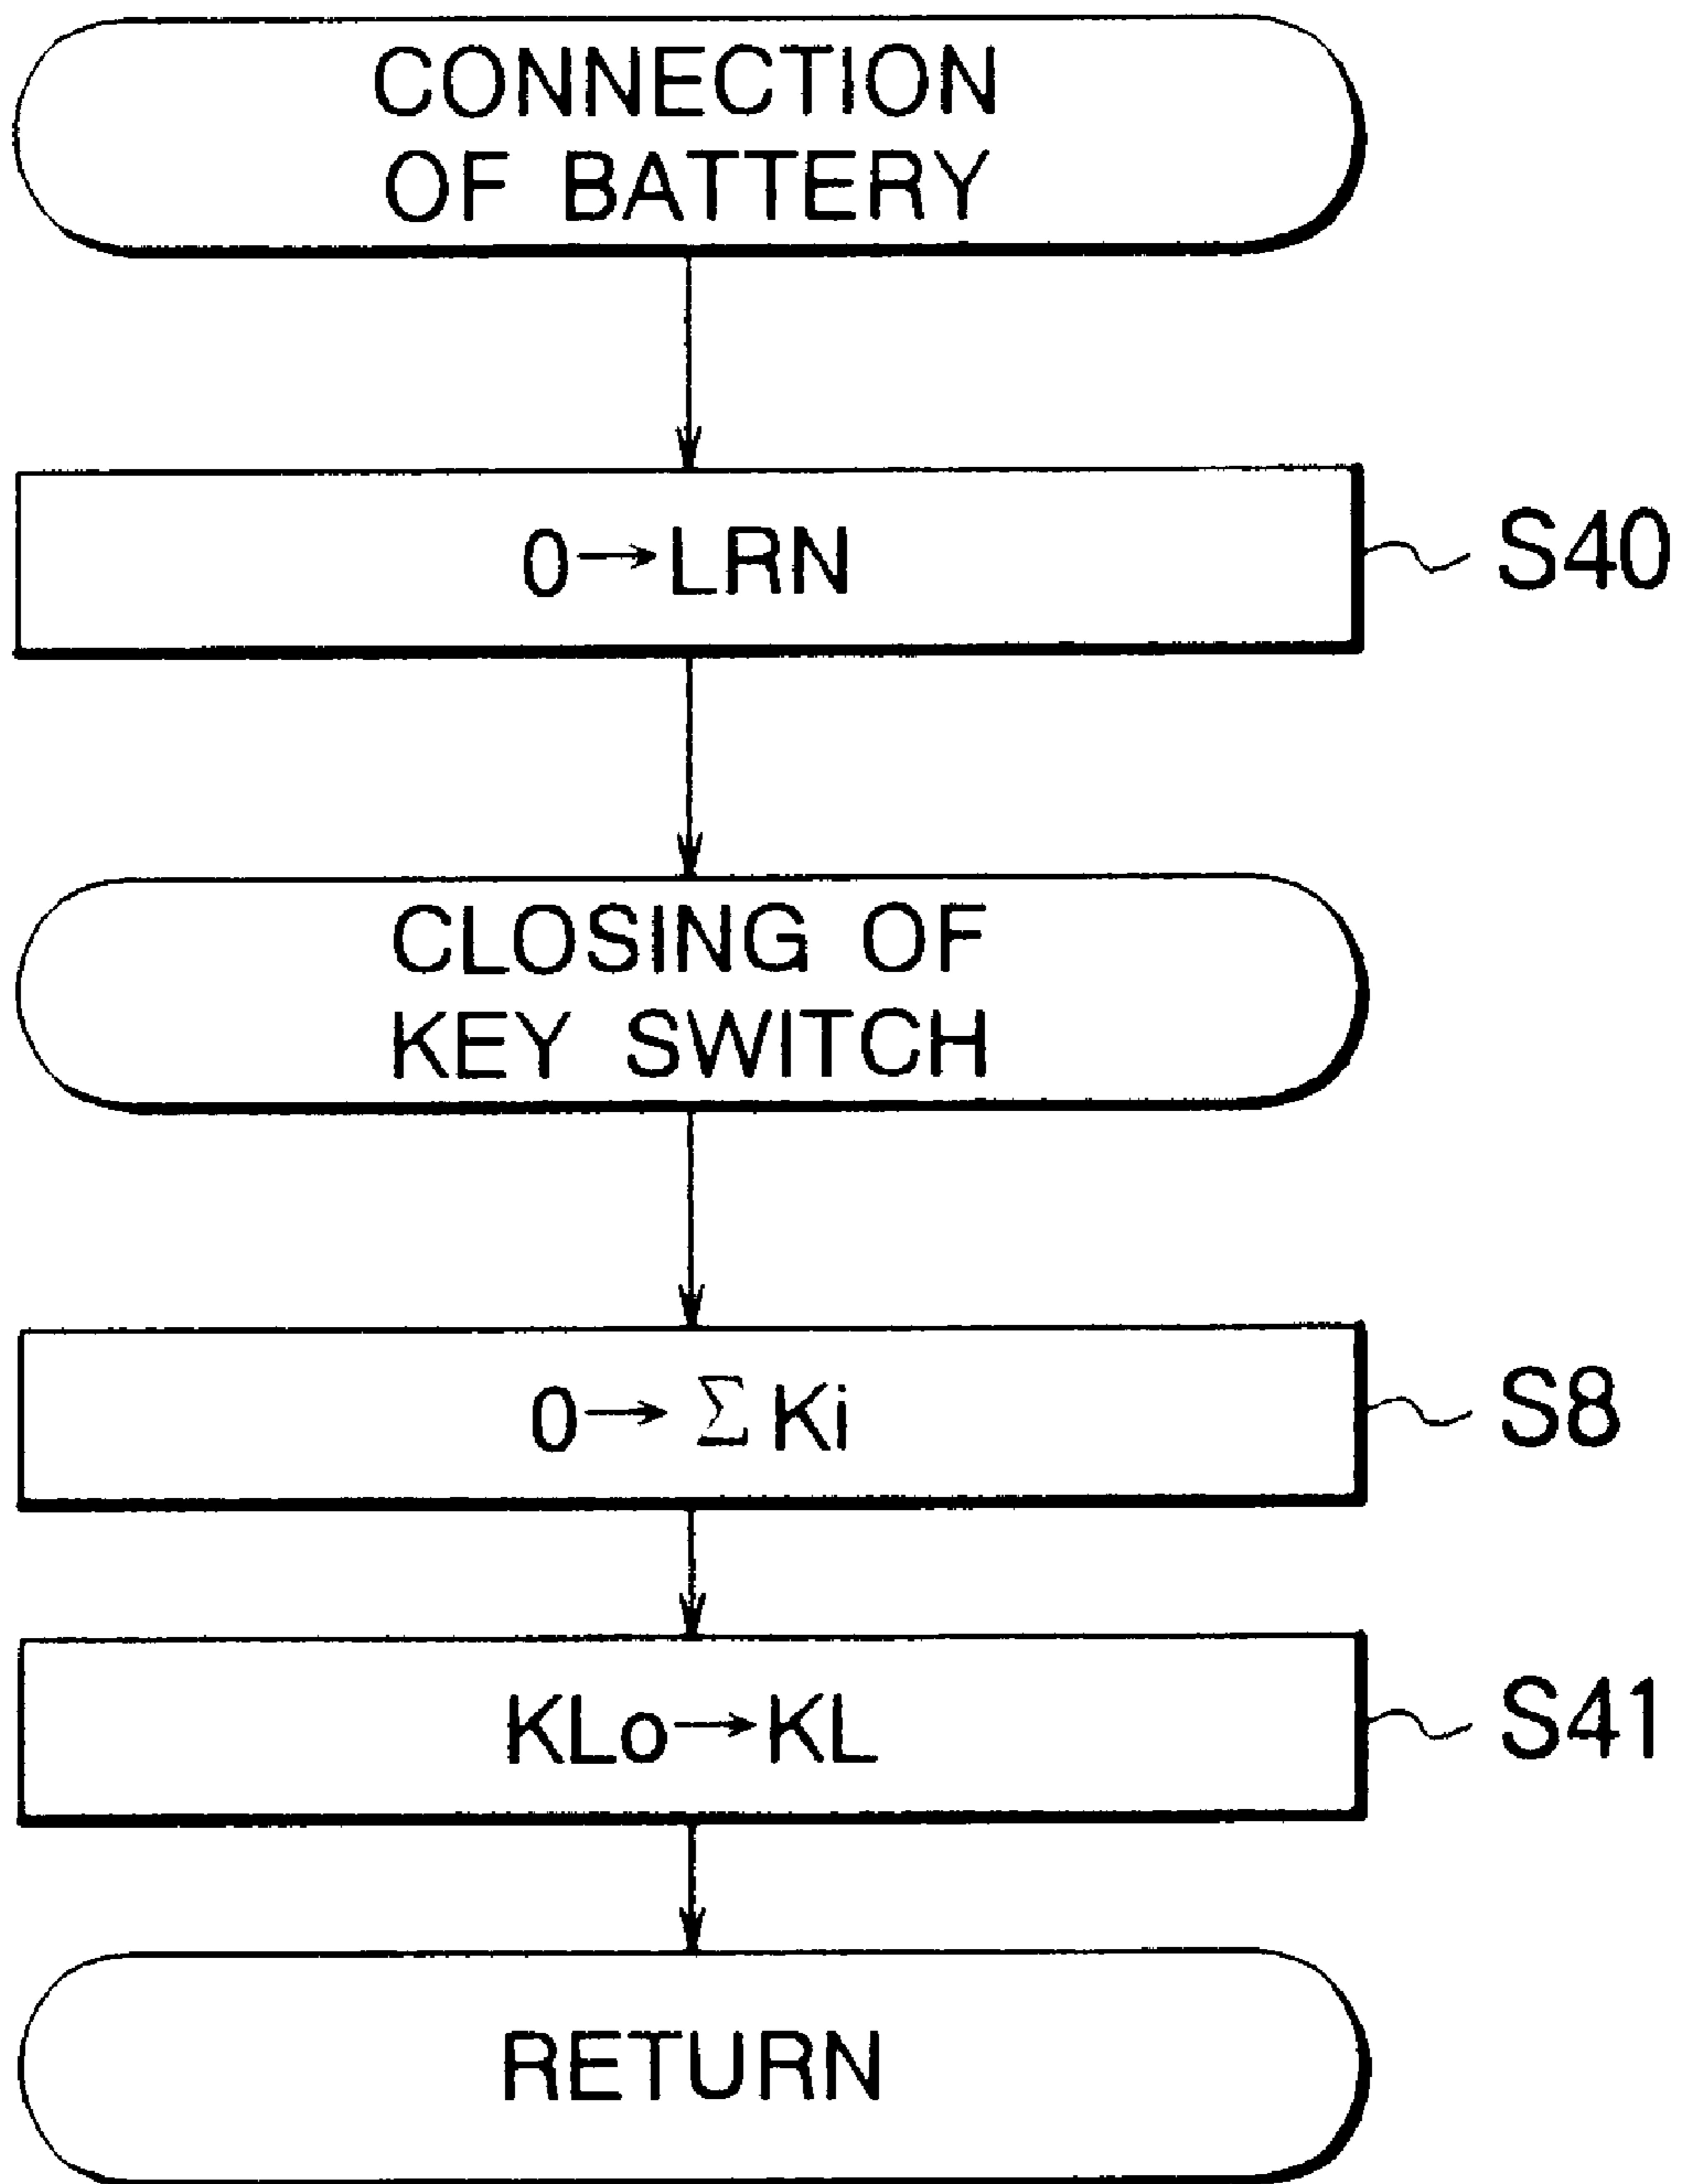 CONNECTION
OF BATTERY
0→LRN
S40
CLOSING OF
KEY SWITCH
0→ΣKi
S8
KLo→KL
S41
RETURN